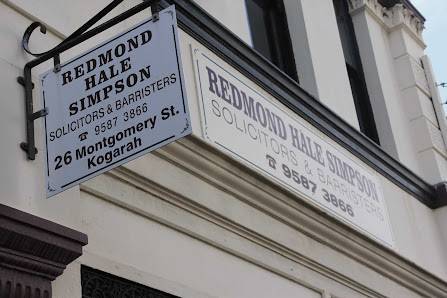 REDMOND
HALE
SIMPSON
SOLICITORS & BARRISTERS
☎ 9587 3866
26 Montgomery St.
Kogarah
REDMOND HALE SIMPSON
SOLICITORS & BARRISTERS
☎ 9587 3866